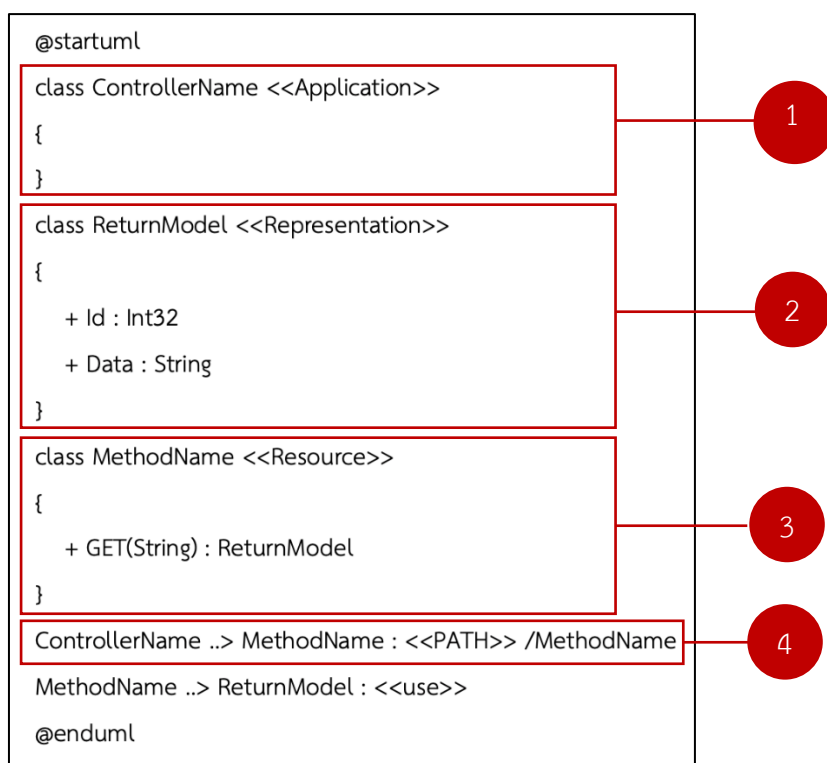 @startuml
class ControllerName <<Application>>
{
}
1
class ReturnModel <<Representation>>
{
+ Id : Int32
+ Data : String
}
2
class MethodName <<Resource>>
{
+ GET(String) : ReturnModel
}
3
ControllerName ..> MethodName : <<PATH>> /MethodName
4
MethodName ..> ReturnModel : <<use>>
@enduml